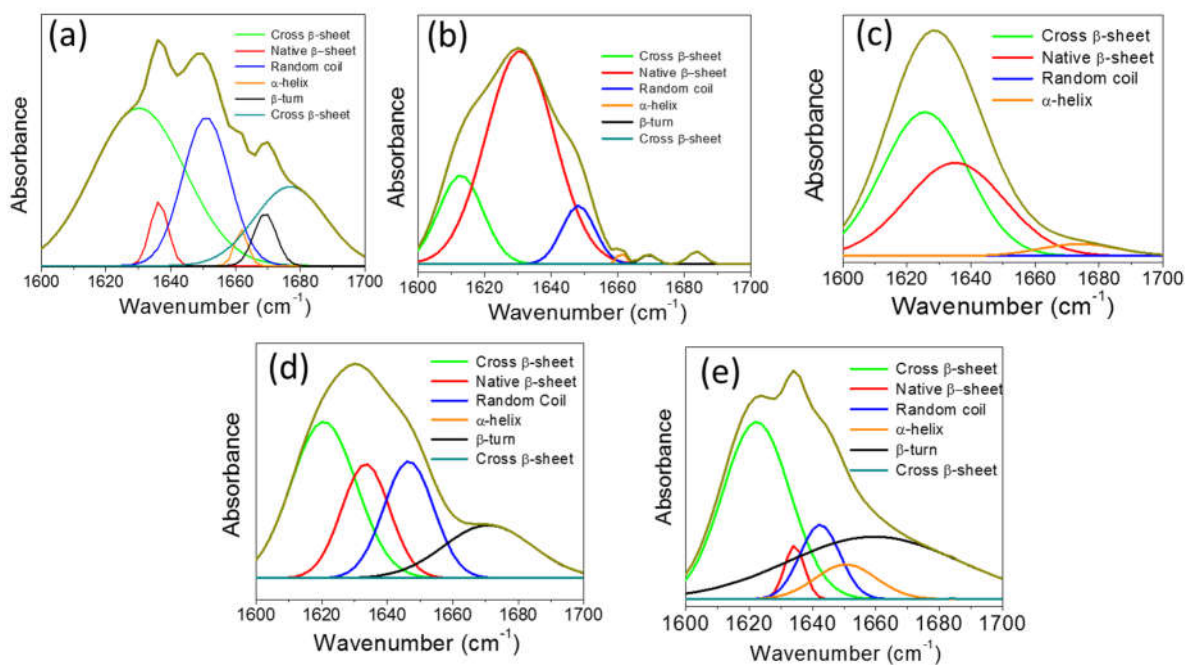 (a)
Cross β-sheet
Native β-sheet
Random coil
α-helix
β-turn
Cross β-sheet
Absorbance
1600 1620 1640 1660 1680 1700
Wavenumber (cm⁻¹)
(b)
Cross β-sheet
Native β-sheet
Random coil
α-helix
β-turn
Cross β-sheet
Absorbance
1600 1620 1640 1660 1680 1700
Wavenumber (cm⁻¹)
(c)
Cross β-sheet
Native β-sheet
Random coil
α-helix
Absorbance
1600 1620 1640 1660 1680 1700
Wavenumber (cm⁻¹)
(d)
Cross β-sheet
Native β-sheet
Random Coil
α-helix
β-turn
Cross β-sheet
Absorbance
1600 1620 1640 1660 1680 1700
Wavenumber (cm⁻¹)
(e)
Cross β-sheet
Native β-sheet
Random coil
α-helix
β-turn
Cross β-sheet
Absorbance
1600 1620 1640 1660 1680 1700
Wavenumber (cm⁻¹)